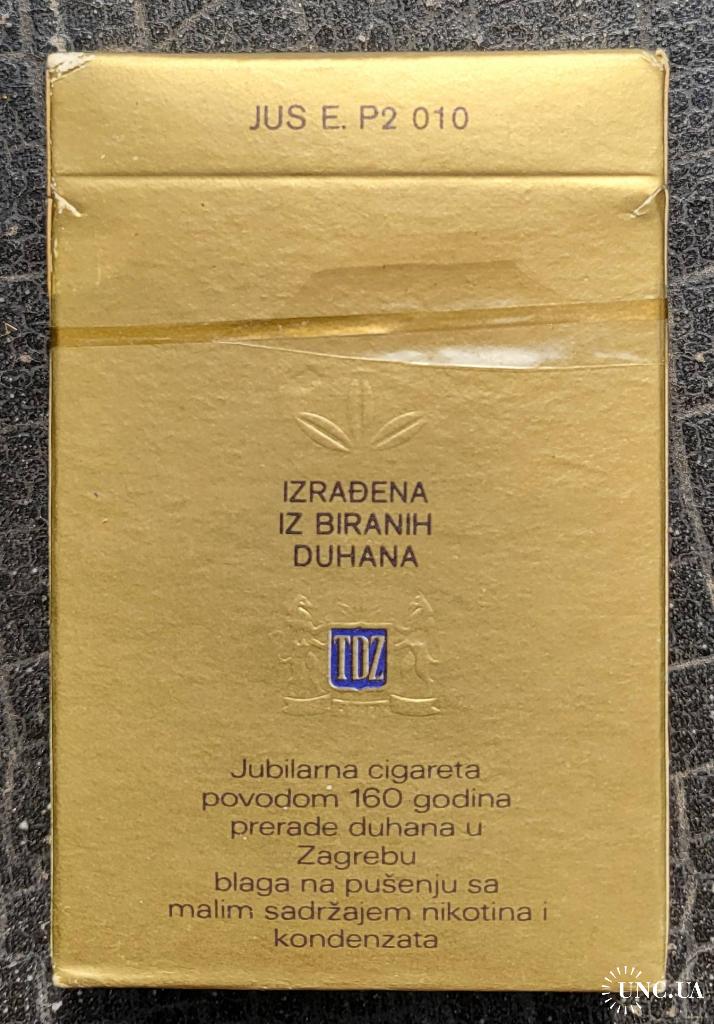 JUS E. P2 010
IZRAĐENA
IZ BIRANIH
DUHANA
TDZ
Jubilarna cigareta
povodom 160 godina
prerade duhana u
Zagrebu
blaga na pušenju sa
malim sadržajem nikotina i
kondenzata
UNC.UA